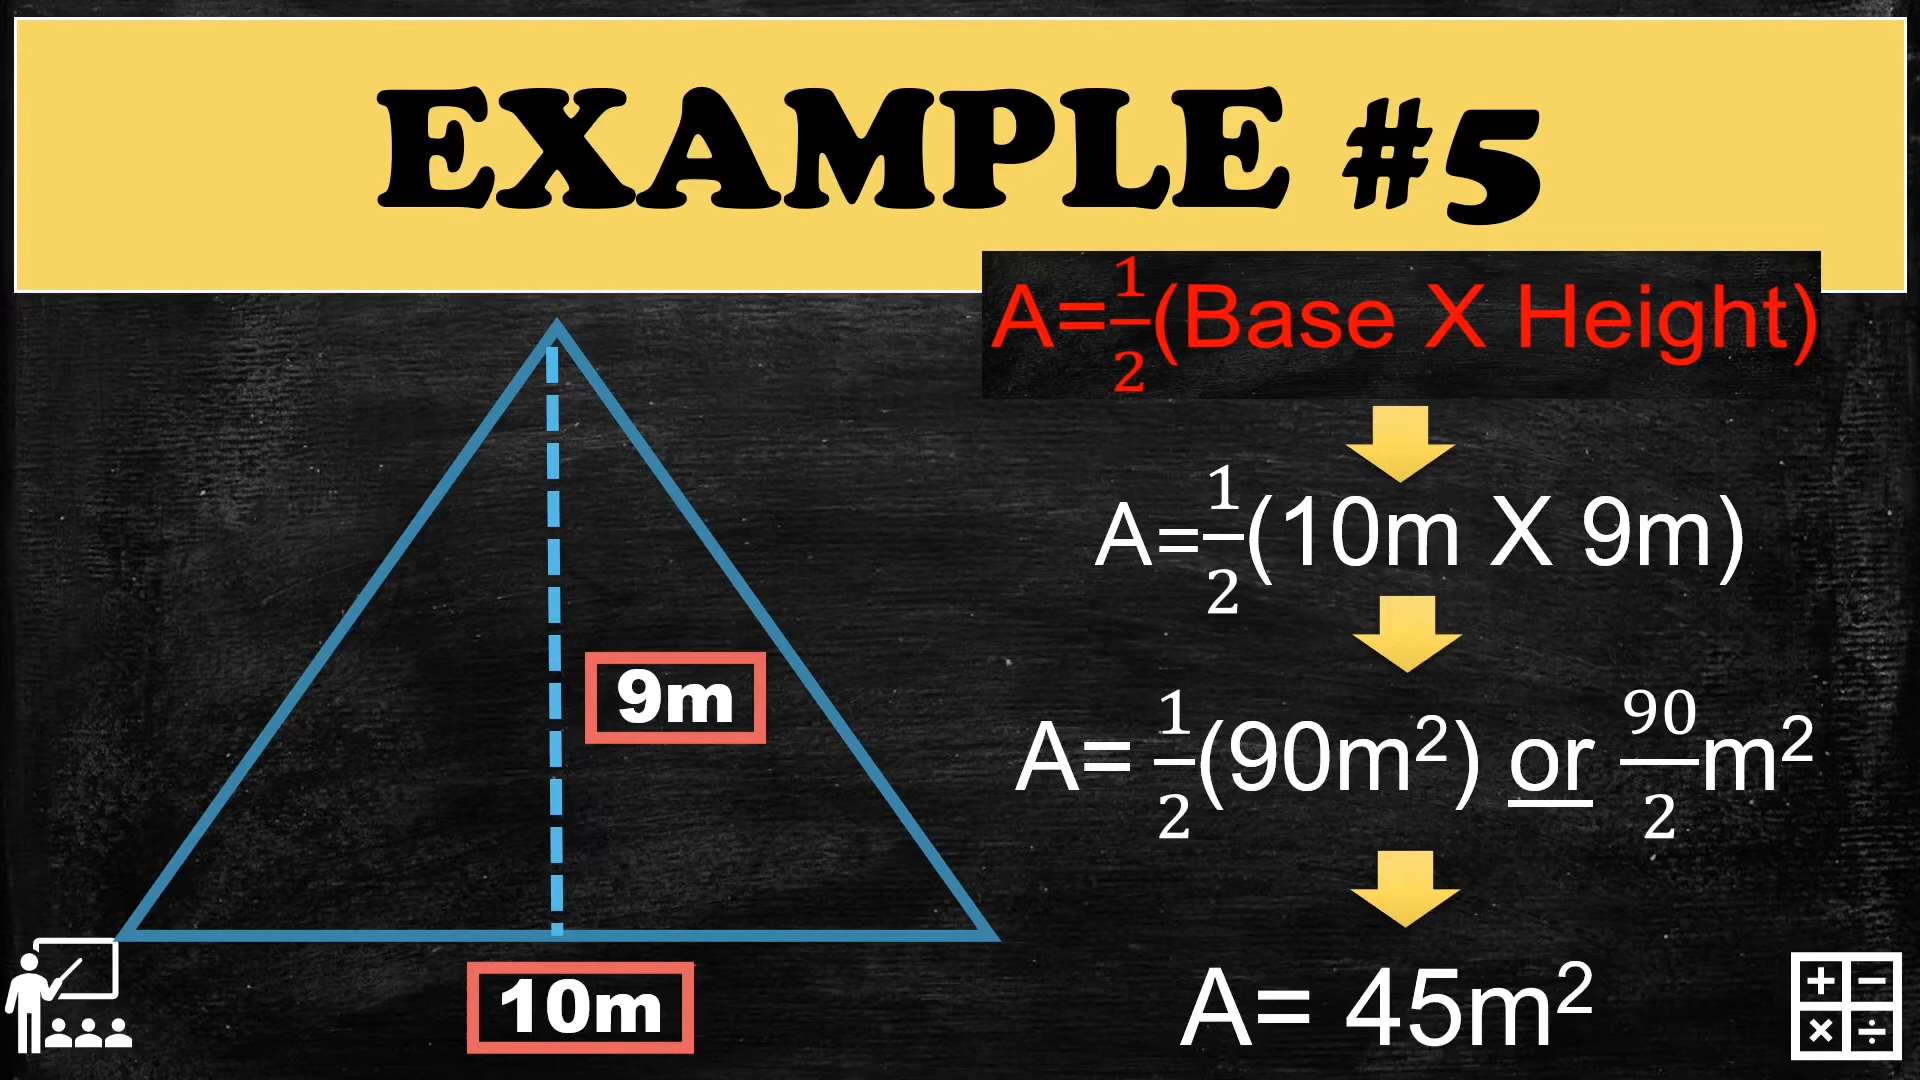 EXAMPLE #5
A=1/2(Base X Height)
A=1/2(10m X 9m)
9m
A= 1/2(90m²) or 90/2m²
10m
A= 45m²